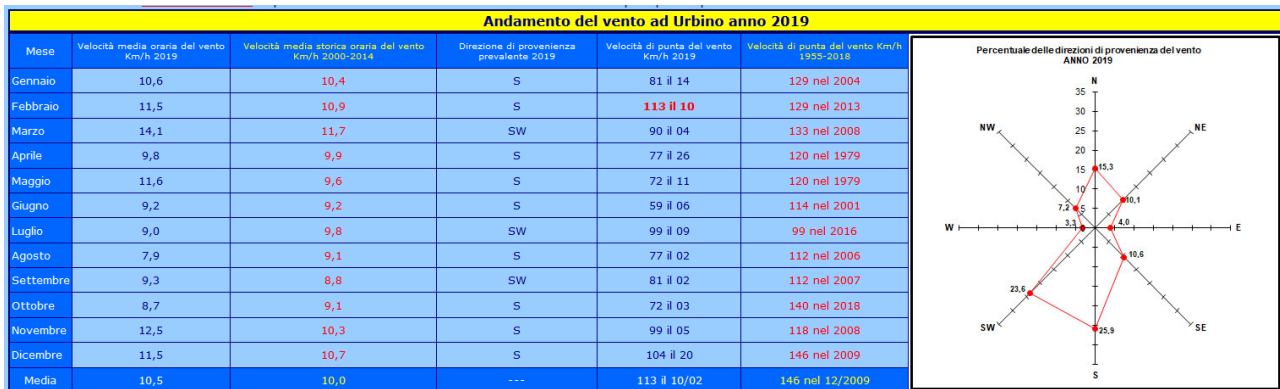 Andamento del vento ad Urbino anno 2019
Mese Velocità media oraria del vento Km/h 2019 Velocità media storica oraria del vento Km/h 2000-2014 Direzione di provenienza prevalente 2019 Velocità di punta del vento Km/h 2019 Velocità di punta del vento Km/h 1955-2018
Gennaio 10,6 10,4 S 81 il 14 129 nel 2004
Febbraio 11,5 10,9 S 113 il 10 129 nel 2013
Marzo 14,1 11,7 SW 90 il 04 133 nel 2008
Aprile 9,8 9,9 S 77 il 26 120 nel 1979
Maggio 11,6 9,6 S 72 il 11 120 nel 1979
Giugno 9,2 9,2 S 59 il 06 114 nel 2001
Luglio 9,0 9,8 SW 99 il 09 99 nel 2016
Agosto 7,9 9,1 S 77 il 02 112 nel 2006
Settembre 9,3 8,8 SW 81 il 02 112 nel 2007
Ottobre 8,7 9,1 S 72 il 03 140 nel 2018
Novembre 12,5 10,3 S 99 il 05 118 nel 2008
Dicembre 11,5 10,7 S 104 il 20 146 nel 2009
Media 10,5 10,0 --- 113 il 10/02 146 nel 12/2009
Percentuale delle direzioni di provenienza del vento
ANNO 2019
N
35
30
NW NE
25
20
15 15,3
10
7,2 5 10,1
W 3,3 4,0 E
10,6
23,6
SW 25,9 SE
S